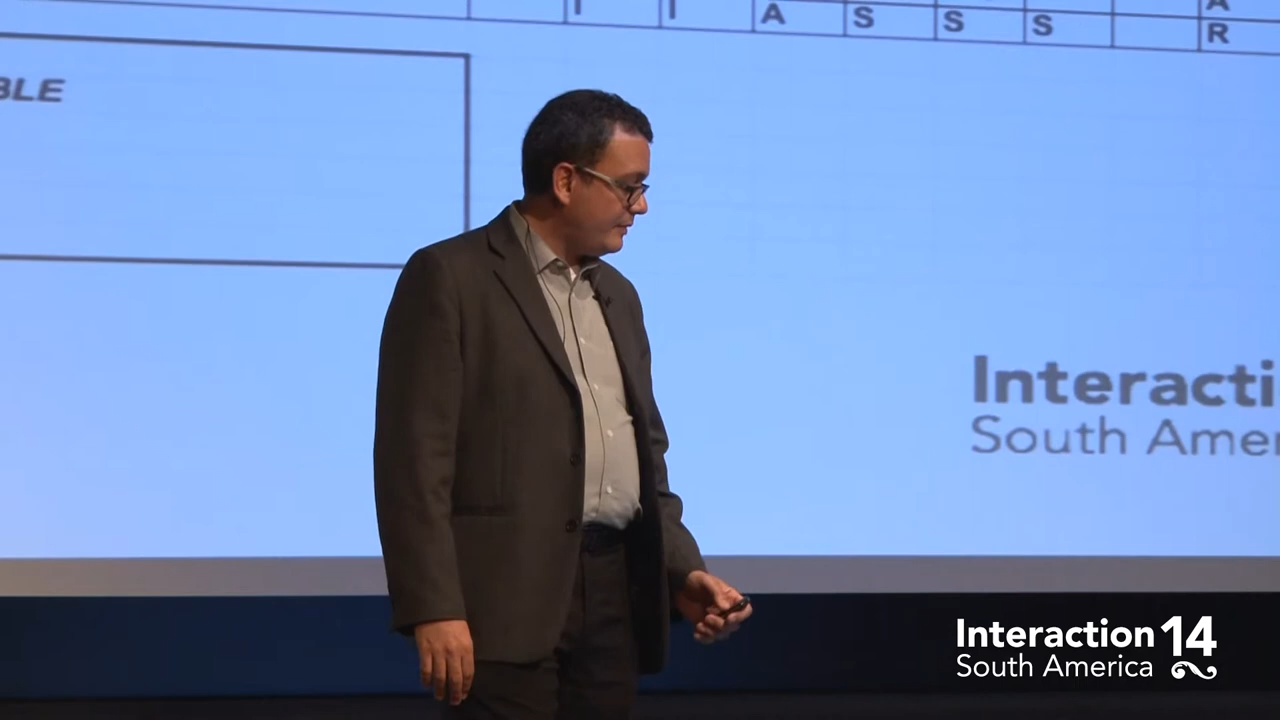 A
A S S S R
BLE
Interacti
South Amer
Interaction 14
South America